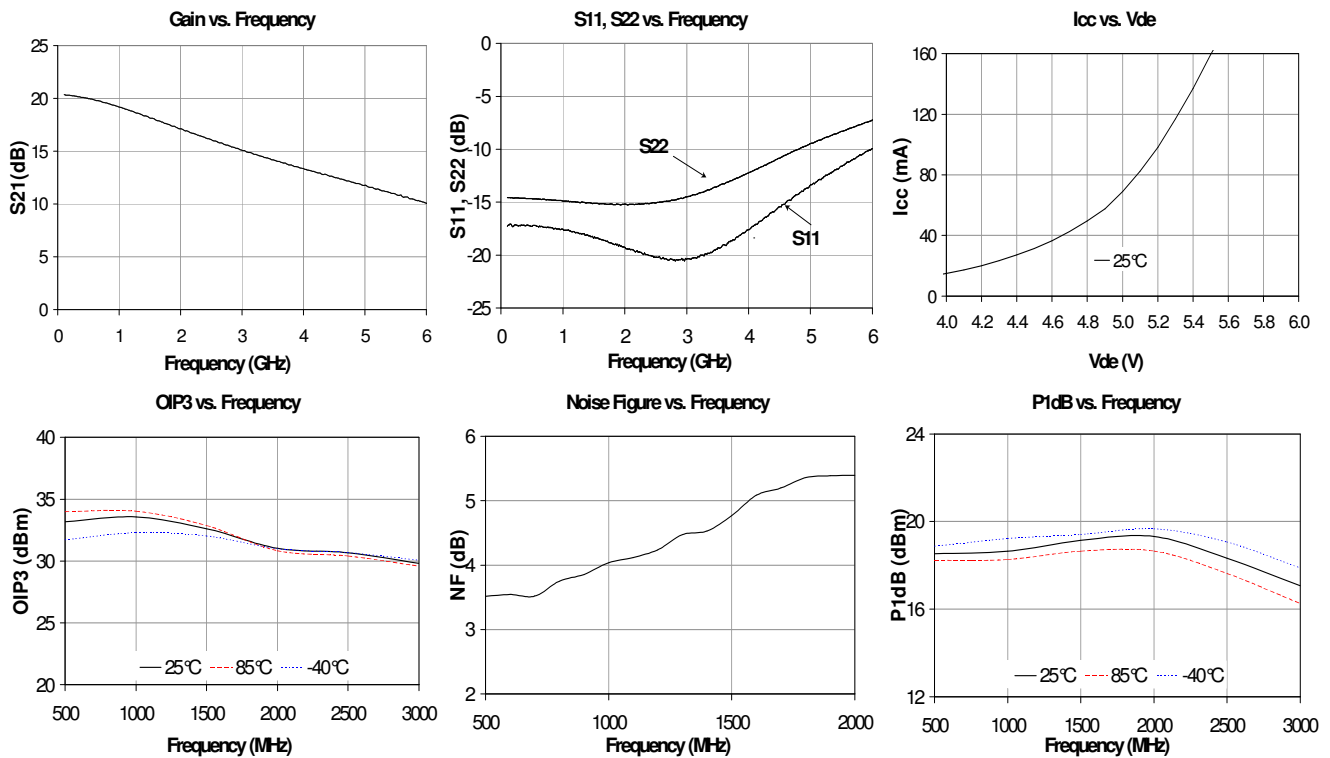 Gain vs. Frequency
25
20
15
10
5
0
S21 (dB)
0 1 2 3 4 5 6
Frequency (GHz)
S11, S22 vs. Frequency
0
-5
-10
-15
-20
-25
S11, S22 (dB)
S22
S11
0 1 2 3 4 5 6
Frequency (GHz)
Icc vs. Vde
160
120
80
40
0
Icc (mA)
25°C
4.0 4.2 4.4 4.6 4.8 5.0 5.2 5.4 5.6 5.8 6.0
Vde (V)
OIP3 vs. Frequency
40
35
30
25
20
OIP3 (dBm)
25°C 85°C -40°C
500 1000 1500 2000 2500 3000
Frequency (MHz)
Noise Figure vs. Frequency
6
5
4
3
2
NF (dB)
500 1000 1500 2000
Frequency (MHz)
P1dB vs. Frequency
24
20
16
12
P1dB (dBm)
25°C 85°C -40°C
500 1000 1500 2000 2500 3000
Frequency (MHz)